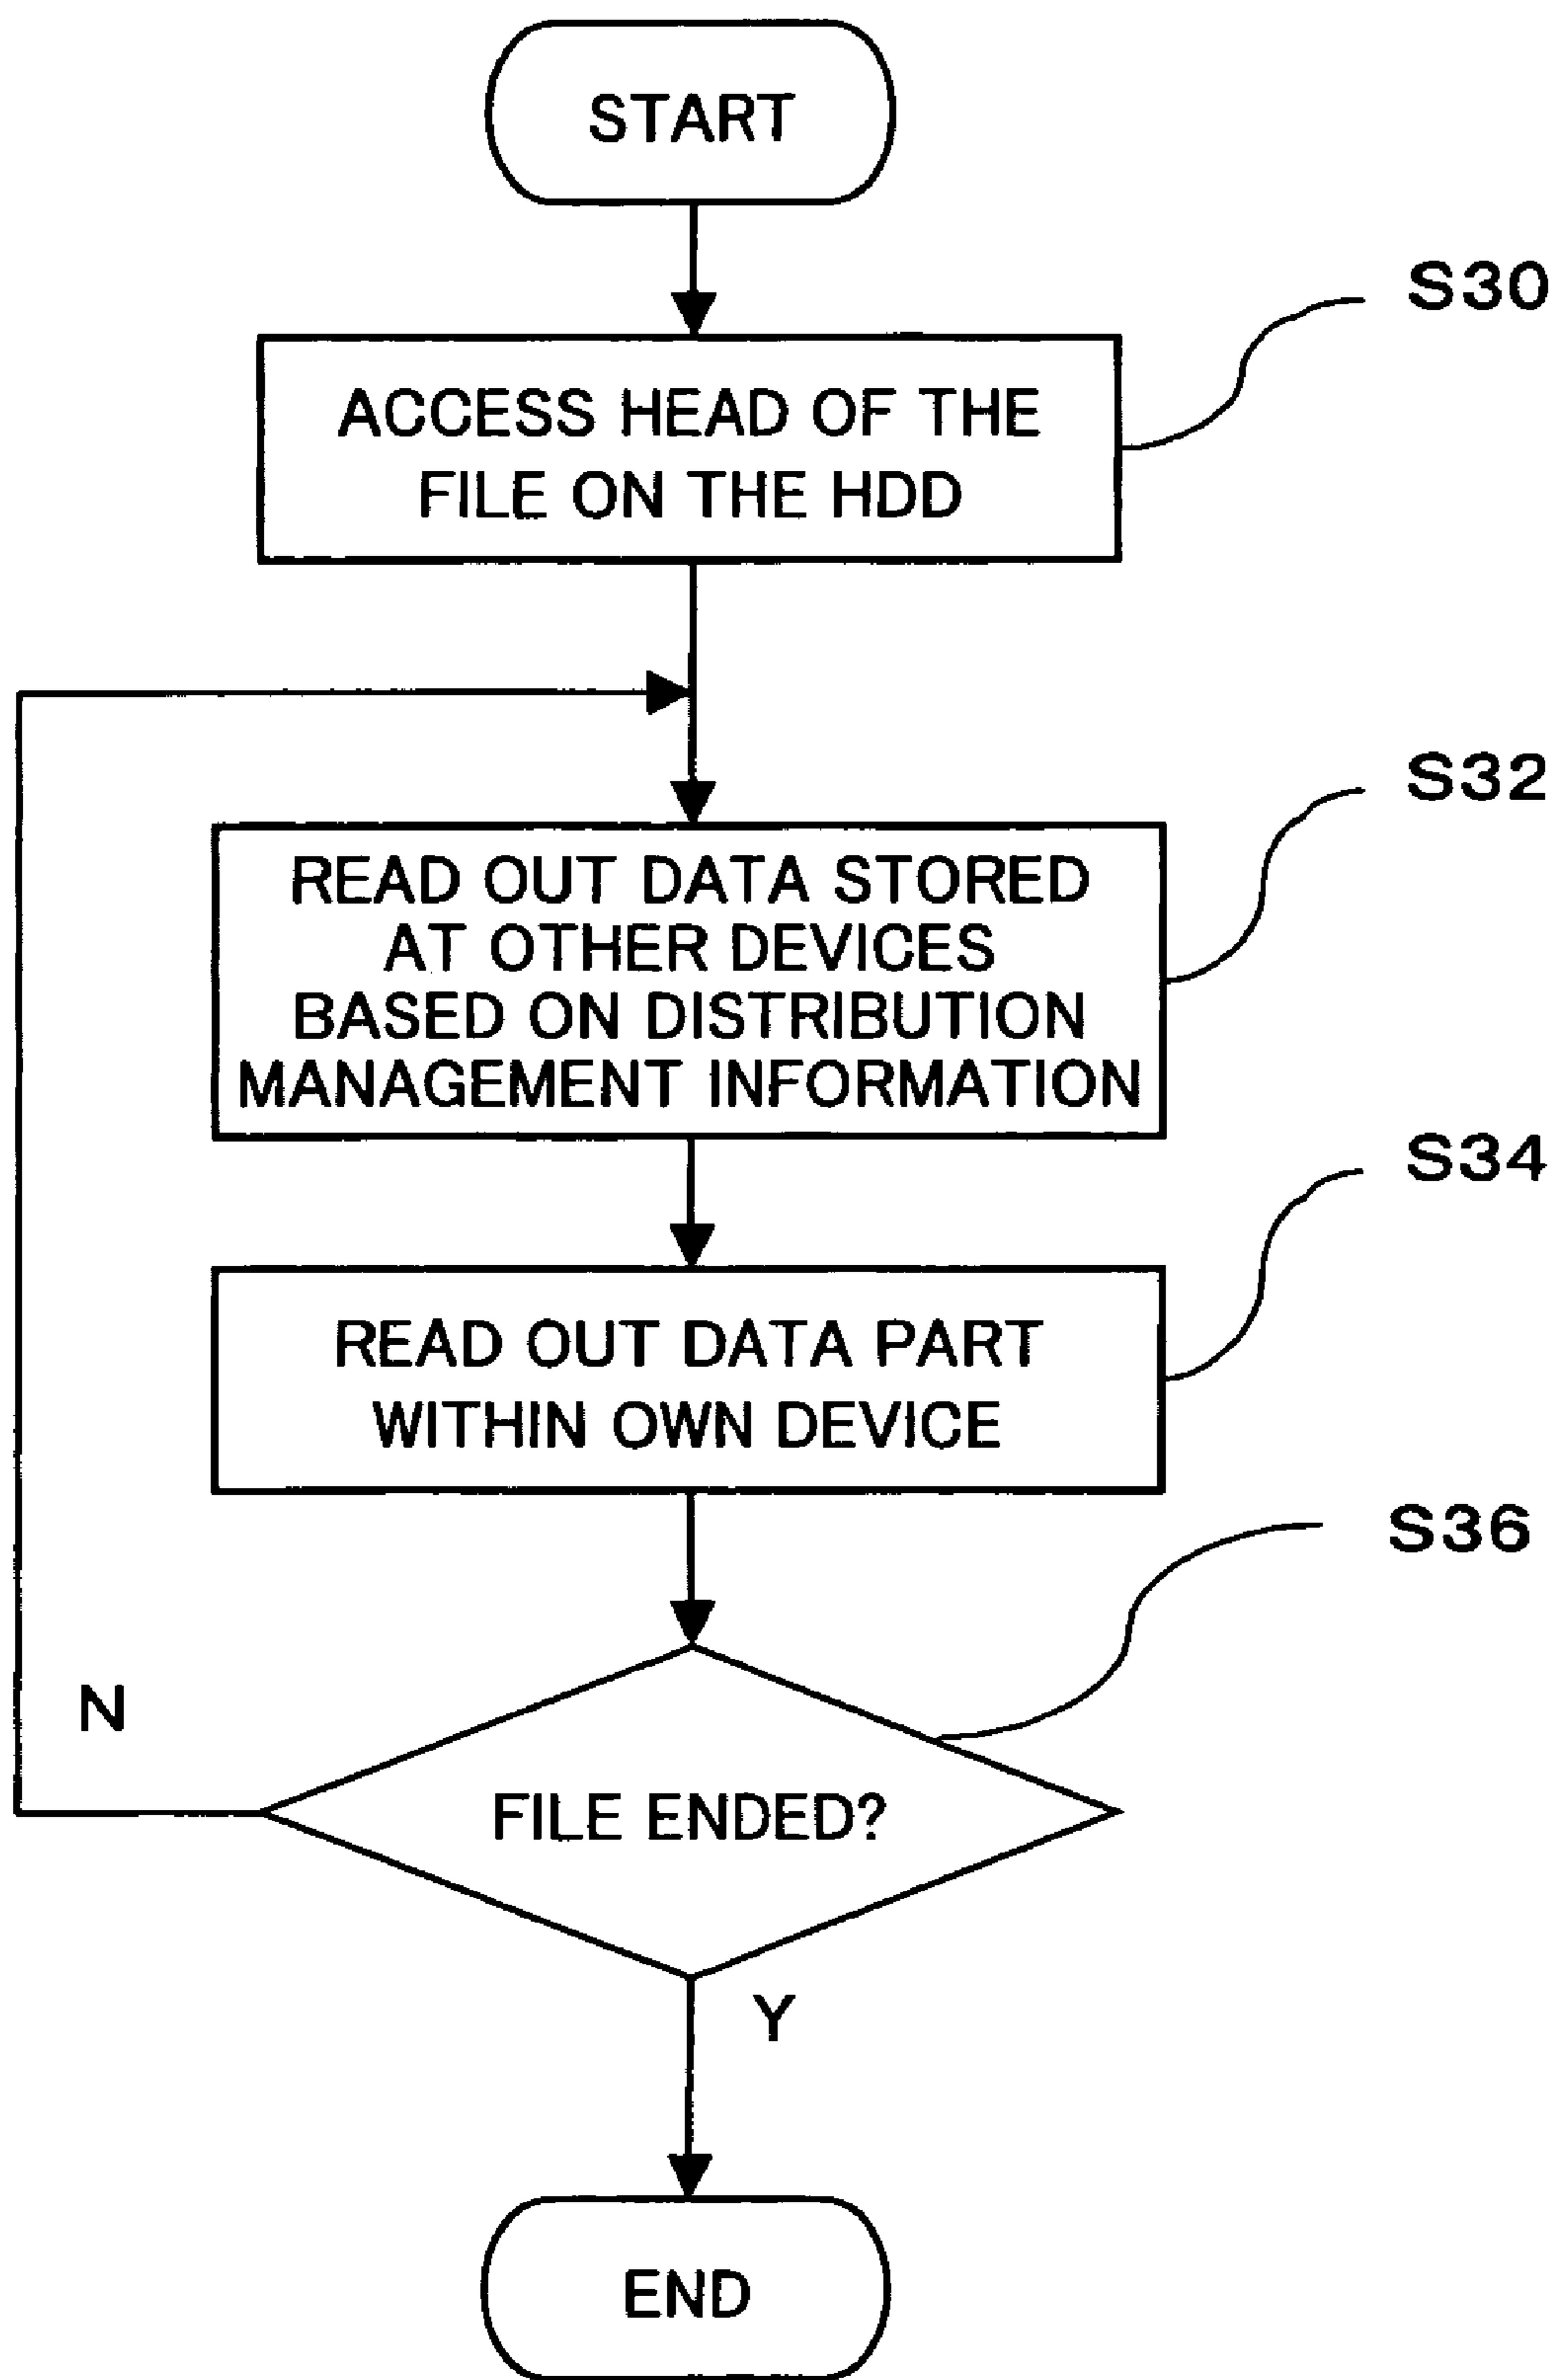 START
S30
ACCESS HEAD OF THE
FILE ON THE HDD
S32
READ OUT DATA STORED
AT OTHER DEVICES
BASED ON DISTRIBUTION
MANAGEMENT INFORMATION
S34
READ OUT DATA PART
WITHIN OWN DEVICE
S36
N
FILE ENDED?
Y
END